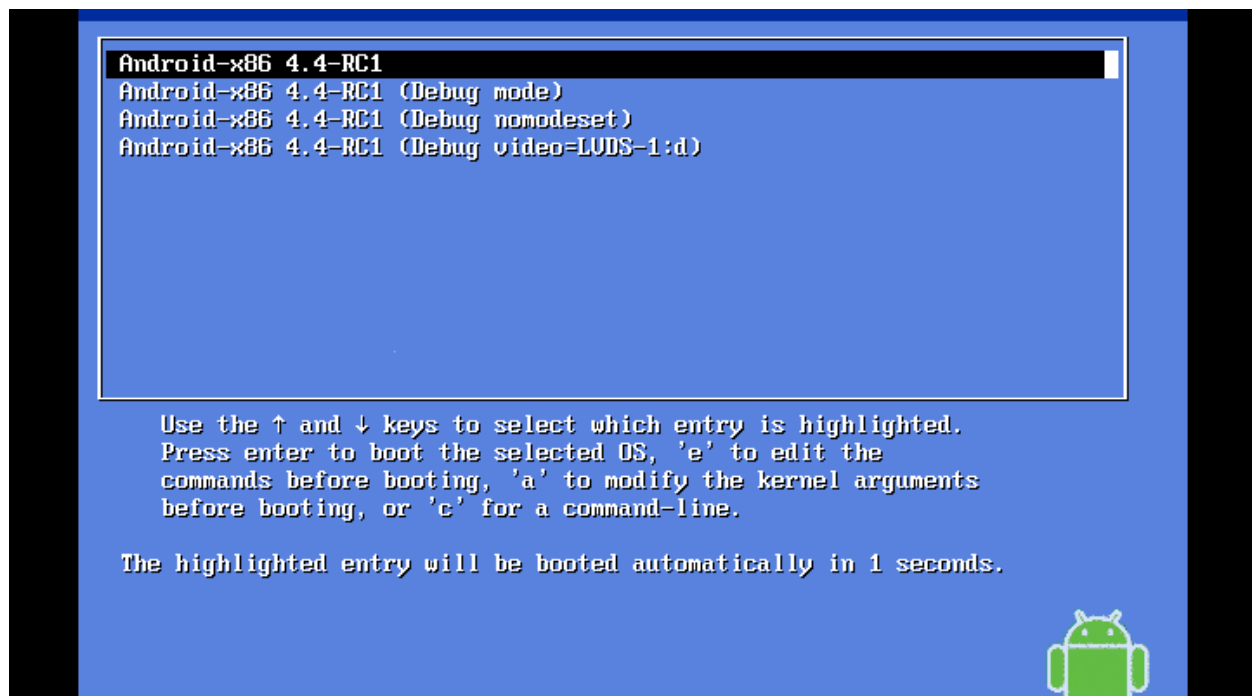 Android-x86 4.4-RC1
Android-x86 4.4-RC1 (Debug mode)
Android-x86 4.4-RC1 (Debug nomodeset)
Android-x86 4.4-RC1 (Debug video=LVDS-1:d)
Use the ↑ and ↓ keys to select which entry is highlighted.
Press enter to boot the selected OS, 'e' to edit the
commands before booting, 'a' to modify the kernel arguments
before booting, or 'c' for a command-line.
The highlighted entry will be booted automatically in 1 seconds.